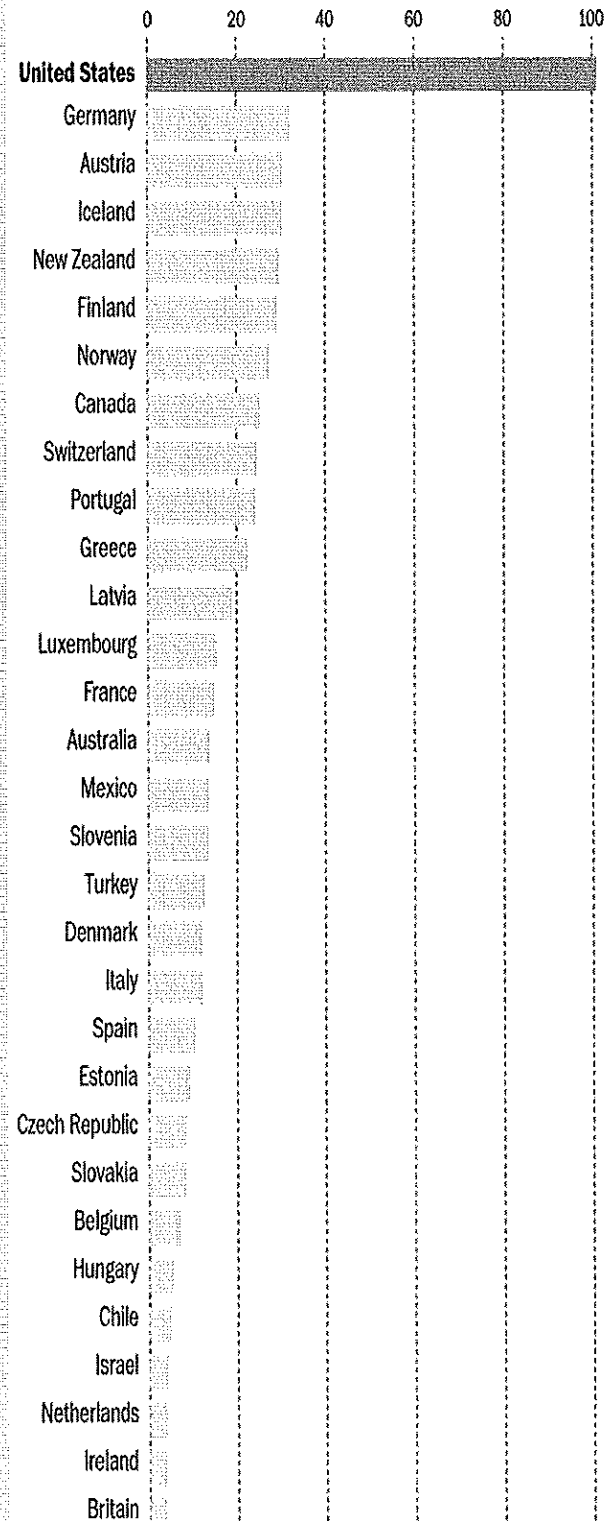 0 20 40 60 80 100
United States
Germany
Austria
Iceland
New Zealand
Finland
Norway
Canada
Switzerland
Portugal
Greece
Latvia
Luxembourg
France
Australia
Mexico
Slovenia
Turkey
Denmark
Italy
Spain
Estonia
Czech Republic
Slovakia
Belgium
Hungary
Chile
Israel
Netherlands
Ireland
Britain